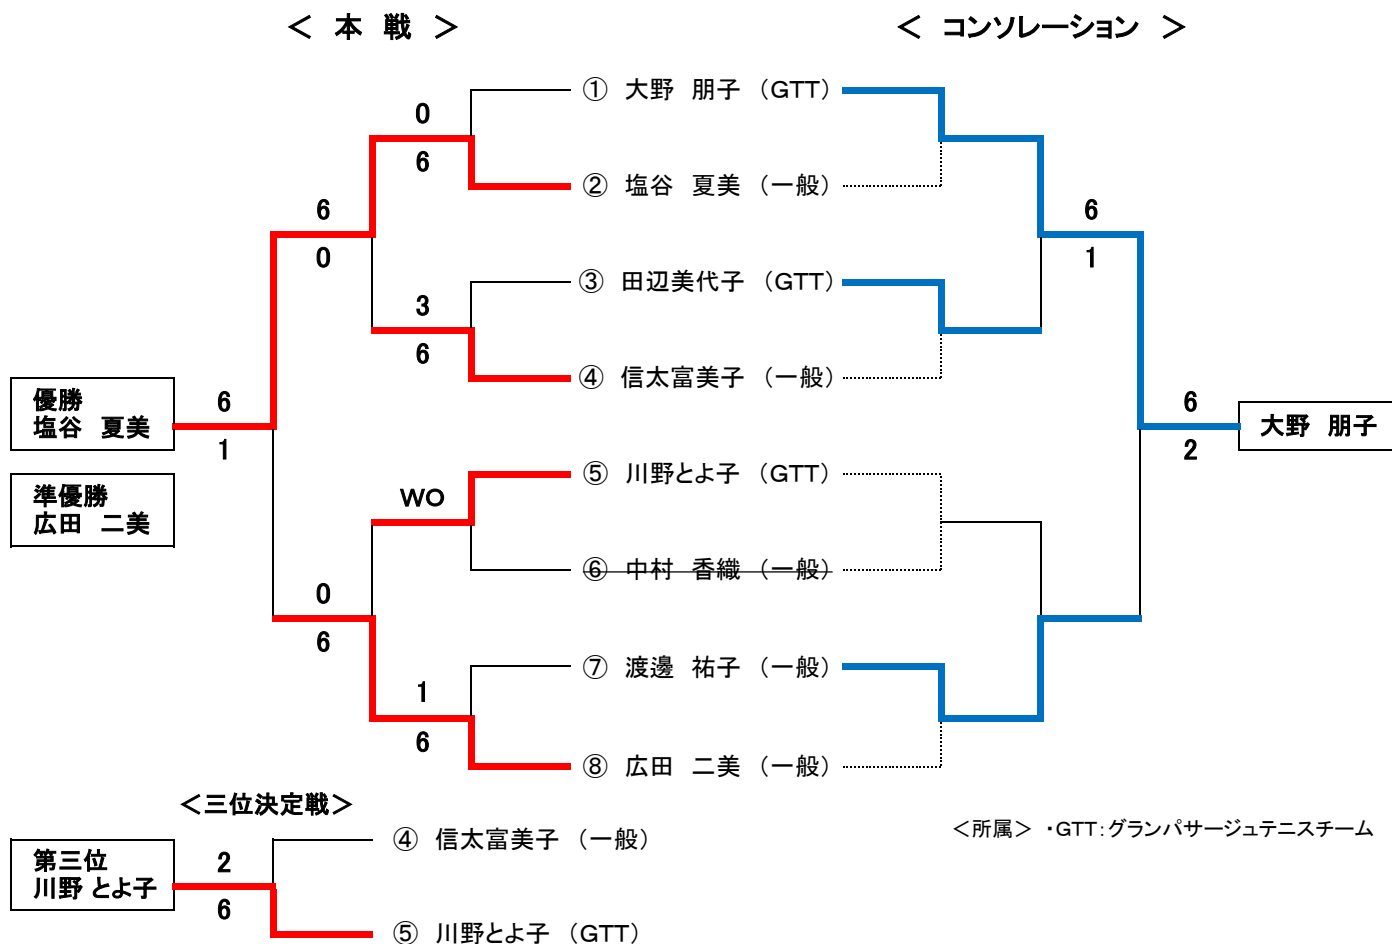 ＜ 本 戦 ＞
＜ コンソレーション ＞
① 大野 朋子 （GTT）
0
6
② 塩谷 夏美 （一般）
6
0
6
1
③ 田辺美代子 （GTT）
3
6
④ 信太富美子 （一般）
優勝
塩谷 夏美
6
1
6
2
大野 朋子
準優勝
広田 二美
⑤ 川野とよ子 （GTT）
WO
⑥ 中村 香織 （一般）
0
6
⑦ 渡邊 祐子 （一般）
1
6
⑧ 広田 二美 （一般）
＜三位決定戦＞
④ 信太富美子 （一般）
＜所属＞ ・GTT：グランパサージュテニスチーム
第三位
川野 とよ子
2
6
⑤ 川野とよ子 （GTT）